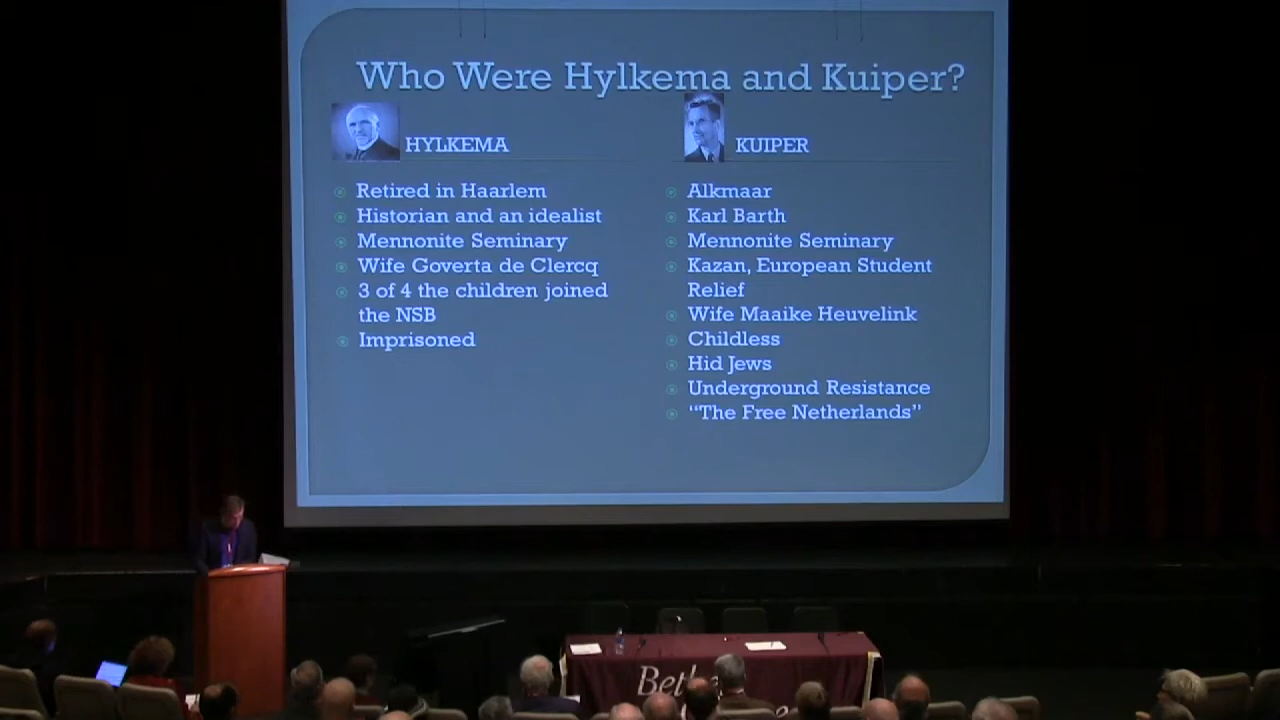 Who Were Hylkema and Kuiper?
HYLKEMA
Retired in Haarlem
Historian and an idealist
Mennonite Seminary
Wife Goverta de Clercq
3 of 4 the children joined
the NSB
Imprisoned
KUIPER
Alkmaar
Karl Barth
Mennonite Seminary
Kazan, European Student
Relief
Wife Maaike Heuvelink
Childless
Hid Jews
Underground Resistance
“The Free Netherlands”